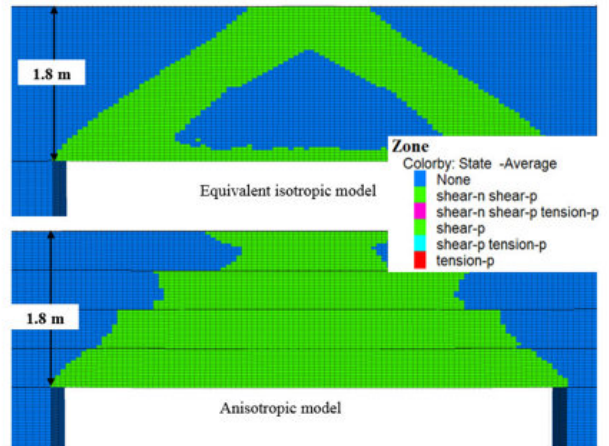 1.8 m
Zone
Colorby: State -Average
None
shear-n shear-p
shear-n shear-p tension-p
shear-p
shear-p tension-p
tension-p
Equivalent isotropic model
1.8 m
Anisotropic model